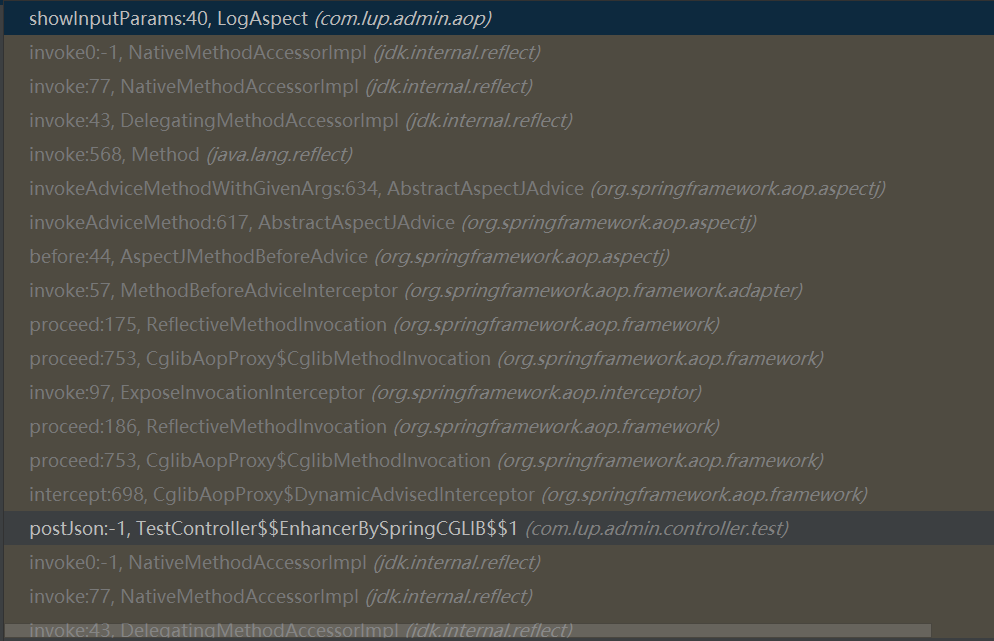 showInputParams:40, LogAspect (com.lup.admin.aop)
invoke0:-1, NativeMethodAccessorImpl (jdk.internal.reflect)
invoke:77, NativeMethodAccessorImpl (jdk.internal.reflect)
invoke:43, DelegatingMethodAccessorImpl (jdk.internal.reflect)
invoke:568, Method (java.lang.reflect)
invokeAdviceMethodWithGivenArgs:634, AbstractAspectJAdvice (org.springframework.aop.aspectj)
invokeAdviceMethod:617, AbstractAspectJAdvice (org.springframework.aop.aspectj)
before:44, AspectJMethodBeforeAdvice (org.springframework.aop.aspectj)
invoke:57, MethodBeforeAdviceInterceptor (org.springframework.aop.framework.adapter)
proceed:175, ReflectiveMethodInvocation (org.springframework.aop.framework)
proceed:753, CglibAopProxy$CglibMethodInvocation (org.springframework.aop.framework)
invoke:97, ExposeInvocationInterceptor (org.springframework.aop.interceptor)
proceed:186, ReflectiveMethodInvocation (org.springframework.aop.framework)
proceed:753, CglibAopProxy$CglibMethodInvocation (org.springframework.aop.framework)
intercept:698, CglibAopProxy$DynamicAdvisedInterceptor (org.springframework.aop.framework)
postJson:-1, TestController$$EnhancerBySpringCGLIB$$1 (com.lup.admin.controller.test)
invoke0:-1, NativeMethodAccessorImpl (jdk.internal.reflect)
invoke:77, NativeMethodAccessorImpl (jdk.internal.reflect)
invoke:43, DelegatingMethodAccessorImpl (jdk.internal.reflect)